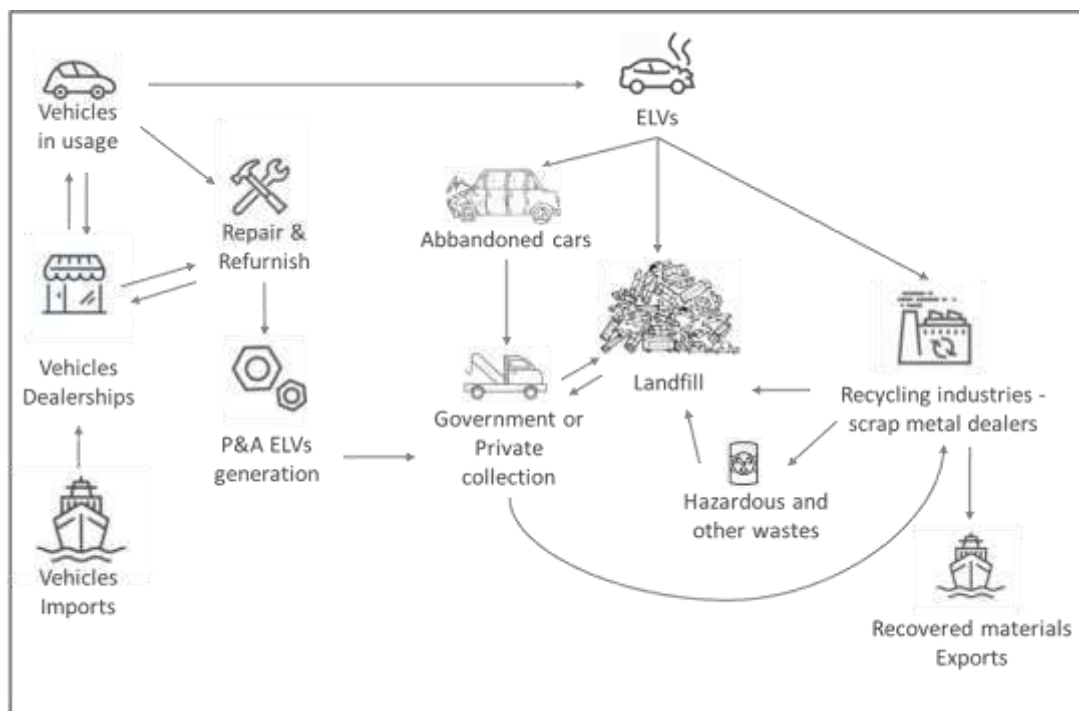 Vehicles
in usage
ELVs
Repair &
Refurnish
Abbandoned cars
Vehicles
Dealerships
Landfill
Recycling industries -
scrap metal dealers
Government or
Private
collection
P&A ELVs
generation
Hazardous and
other wastes
Vehicles
Imports
Recovered materials
Exports